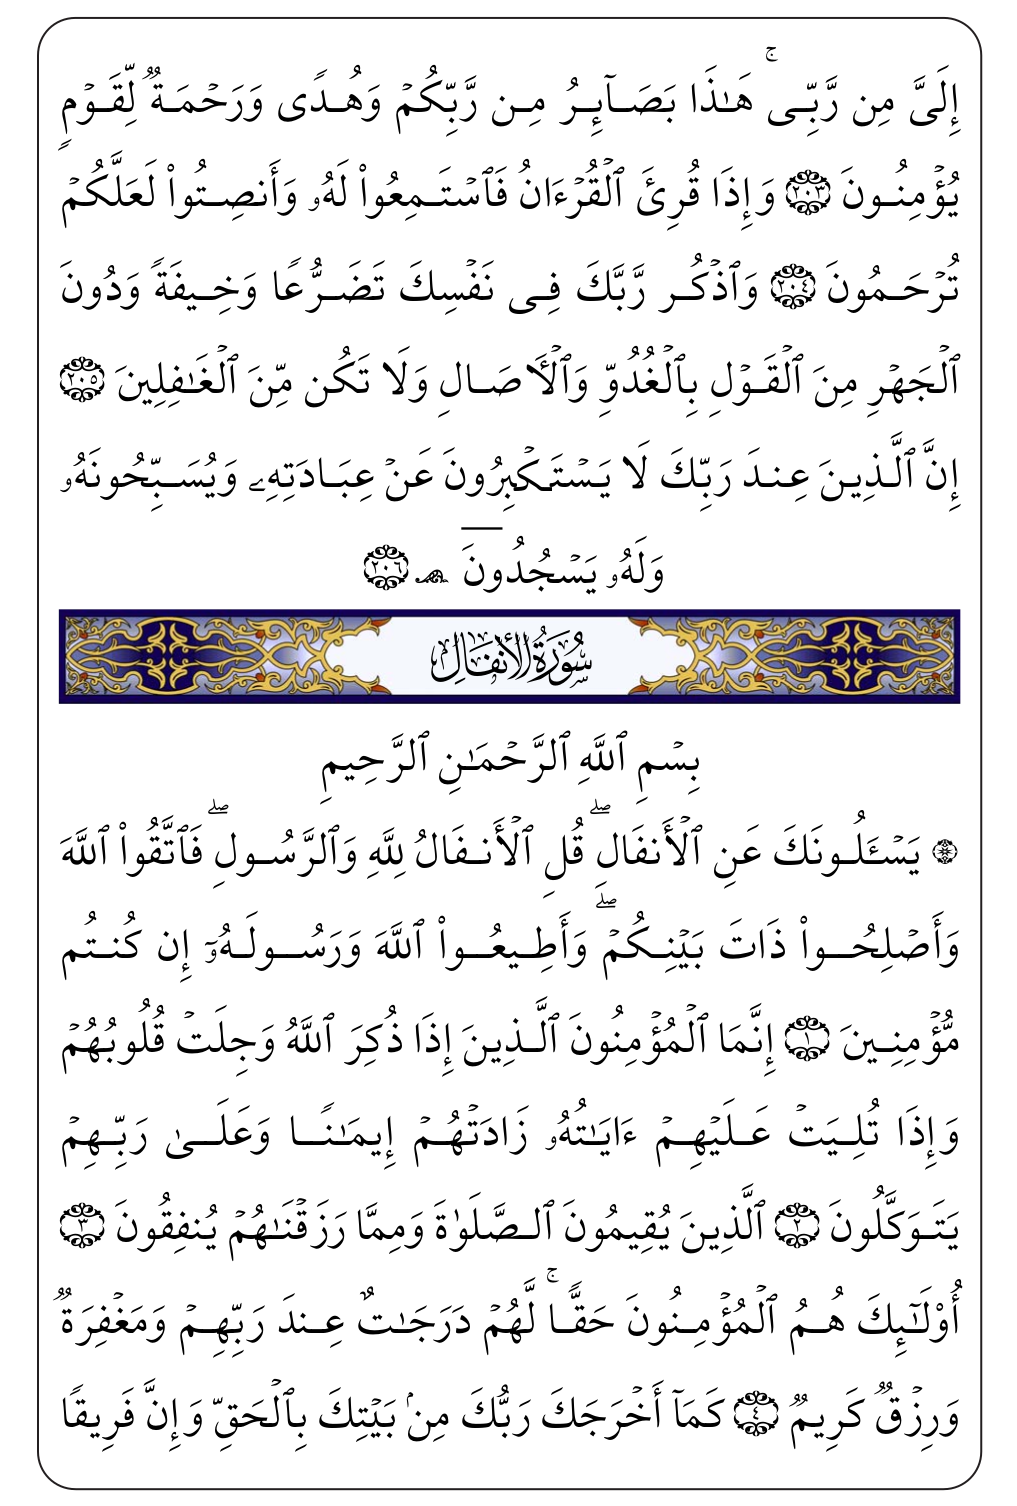 إِلَىَّ مِن رَّبِّى ۚ هَـٰذَا بَصَآئِرُ مِن رَّبِّكُمْ وَهُدًى وَرَحْمَةٌ لِّقَوْمٍ
يُؤْمِنُونَ ٢٠٣ وَإِذَا قُرِئَ ٱلْقُرْءَانُ فَٱسْتَمِعُوا۟ لَهُۥ وَأَنصِتُوا۟ لَعَلَّكُمْ
تُرْحَمُونَ ٢٠٤ وَٱذْكُر رَّبَّكَ فِى نَفْسِكَ تَضَرُّعًا وَخِيفَةً وَدُونَ
ٱلْجَهْرِ مِنَ ٱلْقَوْلِ بِٱلْغُدُوِّ وَٱلْـَٔاصَالِ وَلَا تَكُن مِّنَ ٱلْغَـٰفِلِينَ ٢٠٥
إِنَّ ٱلَّذِينَ عِندَ رَبِّكَ لَا يَسْتَكْبِرُونَ عَنْ عِبَادَتِهِۦ وَيُسَبِّحُونَهُۥ
وَلَهُۥ يَسْجُدُونَ ۩ ٢٠٦
سُورَةُ الأَنفَالِ
بِسْمِ ٱللَّهِ ٱلرَّحْمَـٰنِ ٱلرَّحِيمِ
۞ يَسْـَٔلُونَكَ عَنِ ٱلْأَنفَالِ ۖ قُلِ ٱلْأَنفَالُ لِلَّهِ وَٱلرَّسُولِ ۖ فَٱتَّقُوا۟ ٱللَّهَ
وَأَصْلِحُوا۟ ذَاتَ بَيْنِكُمْ ۖ وَأَطِيعُوا۟ ٱللَّهَ وَرَسُولَهُۥٓ إِن كُنتُم
مُّؤْمِنِينَ ١ إِنَّمَا ٱلْمُؤْمِنُونَ ٱلَّذِينَ إِذَا ذُكِرَ ٱللَّهُ وَجِلَتْ قُلُوبُهُمْ
وَإِذَا تُلِيَتْ عَلَيْهِمْ ءَايَـٰتُهُۥ زَادَتْهُمْ إِيمَـٰنًا وَعَلَىٰ رَبِّهِمْ
يَتَوَكَّلُونَ ٢ ٱلَّذِينَ يُقِيمُونَ ٱلصَّلَوٰةَ وَمِمَّا رَزَقْنَـٰهُمْ يُنفِقُونَ ٣
أُو۟لَـٰٓئِكَ هُمُ ٱلْمُؤْمِنُونَ حَقًّا ۚ لَّهُمْ دَرَجَـٰتٌ عِندَ رَبِّهِمْ وَمَغْفِرَةٌ
وَرِزْقٌ كَرِيمٌ ٤ كَمَآ أَخْرَجَكَ رَبُّكَ مِنۢ بَيْتِكَ بِٱلْحَقِّ وَإِنَّ فَرِيقًا